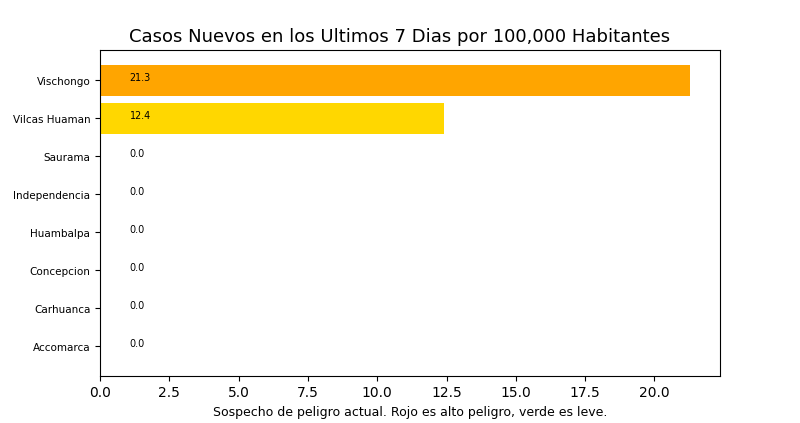 Casos Nuevos en los Ultimos 7 Dias por 100,000 Habitantes
Vischongo 21.3
Vilcas Huaman 12.4
Saurama 0.0
Independencia 0.0
Huambalpa 0.0
Concepcion 0.0
Carhuanca 0.0
Accomarca 0.0
0.0 2.5 5.0 7.5 10.0 12.5 15.0 17.5 20.0
Sospecho de peligro actual. Rojo es alto peligro, verde es leve.